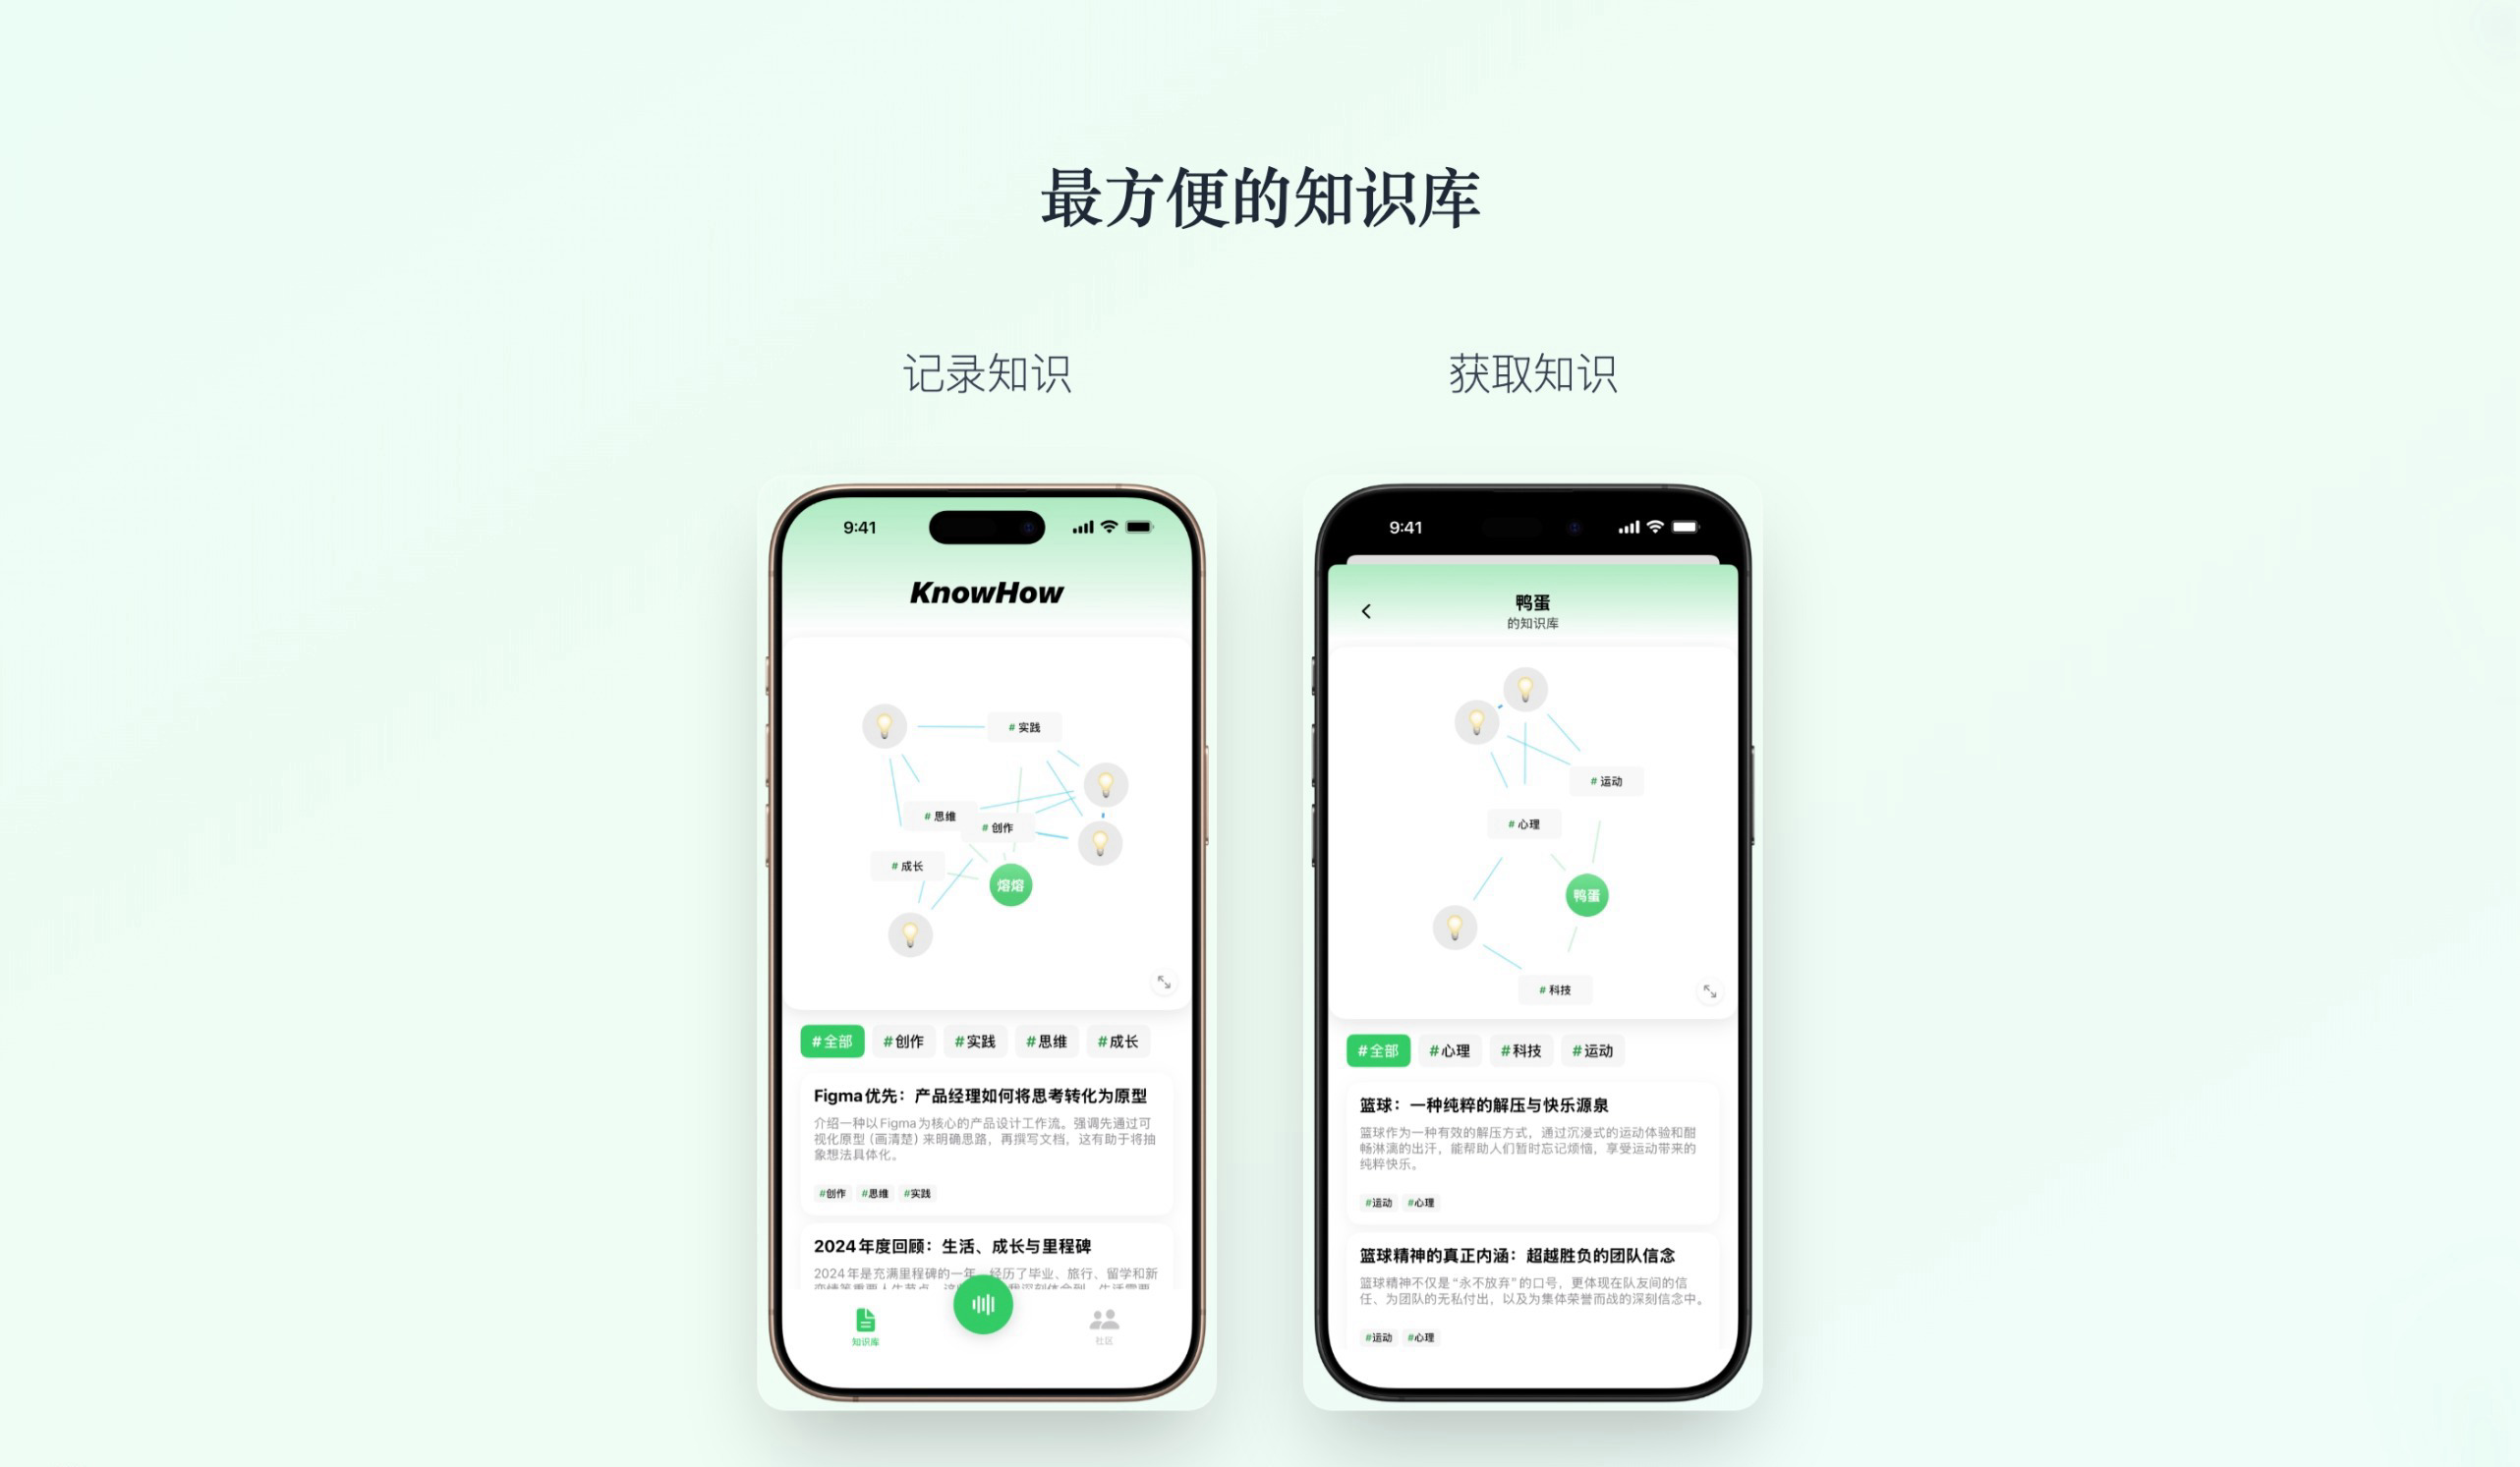 最方便的知识库
记录知识
获取知识
9:41
KnowHow
# 实践
# 思维
# 创作
# 成长
熔熔
#全部 #创作 #实践 #思维 #成长
Figma优先：产品经理如何将思考转化为原型
介绍一种以Figma为核心的产品设计工作流。强调先通过可
视化原型（画清楚）来明确思路，再撰写文档，这有助于将抽
象想法具体化。
#创作 #思维 #实践
2024年度回顾：生活、成长与里程碑
2024年是充满里程碑的一年，经历了毕业、旅行、留学和新
知识库
社区
9:41
鸭蛋
的知识库
# 运动
# 心理
鸭蛋
# 科技
#全部 #心理 #科技 #运动
篮球：一种纯粹的解压与快乐源泉
篮球作为一种有效的解压方式，通过沉浸式的运动体验和酣
畅淋漓的出汗，能帮助人们暂时忘记烦恼，享受运动带来的
纯粹快乐。
#运动 #心理
篮球精神的真正内涵：超越胜负的团队信念
篮球精神不仅是“永不放弃”的口号，更体现在队友间的信
任、为团队的无私付出，以及为集体荣誉而战的深刻信念中。
#运动 #心理